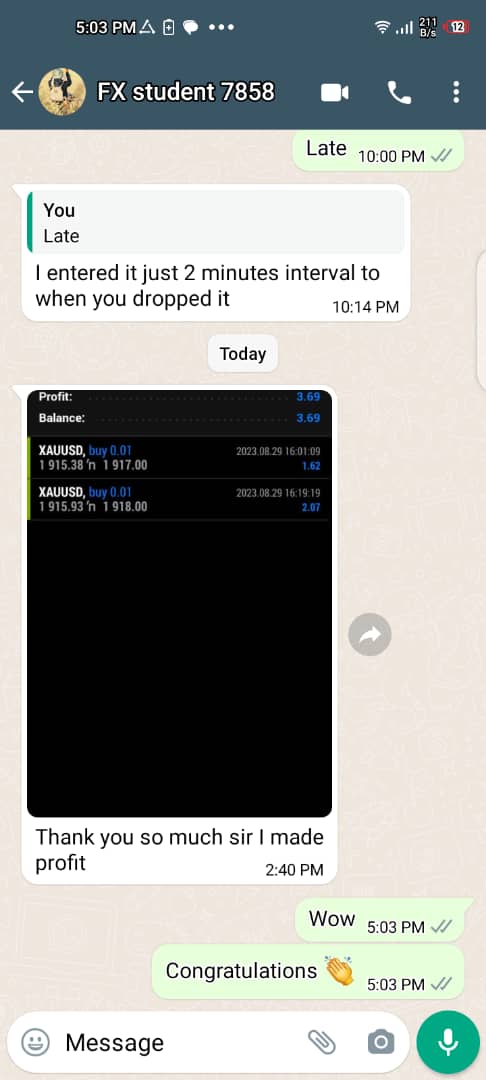 5:03 PM
211 B/s
12
FX student 7858
Late 10:00 PM
You
Late
I entered it just 2 minutes interval to
when you dropped it
10:14 PM
Today
Profit: 3.69
Balance: 3.69
XAUUSD, buy 0.01 2023.08.29 16:01:09
1 915.38 'n 1 917.00 1.62
XAUUSD, buy 0.01 2023.08.29 16:19:19
1 915.93 'n 1 918.00 2.07
Thank you so much sir I made
profit
2:40 PM
Wow 5:03 PM
Congratulations 👏 5:03 PM
Message